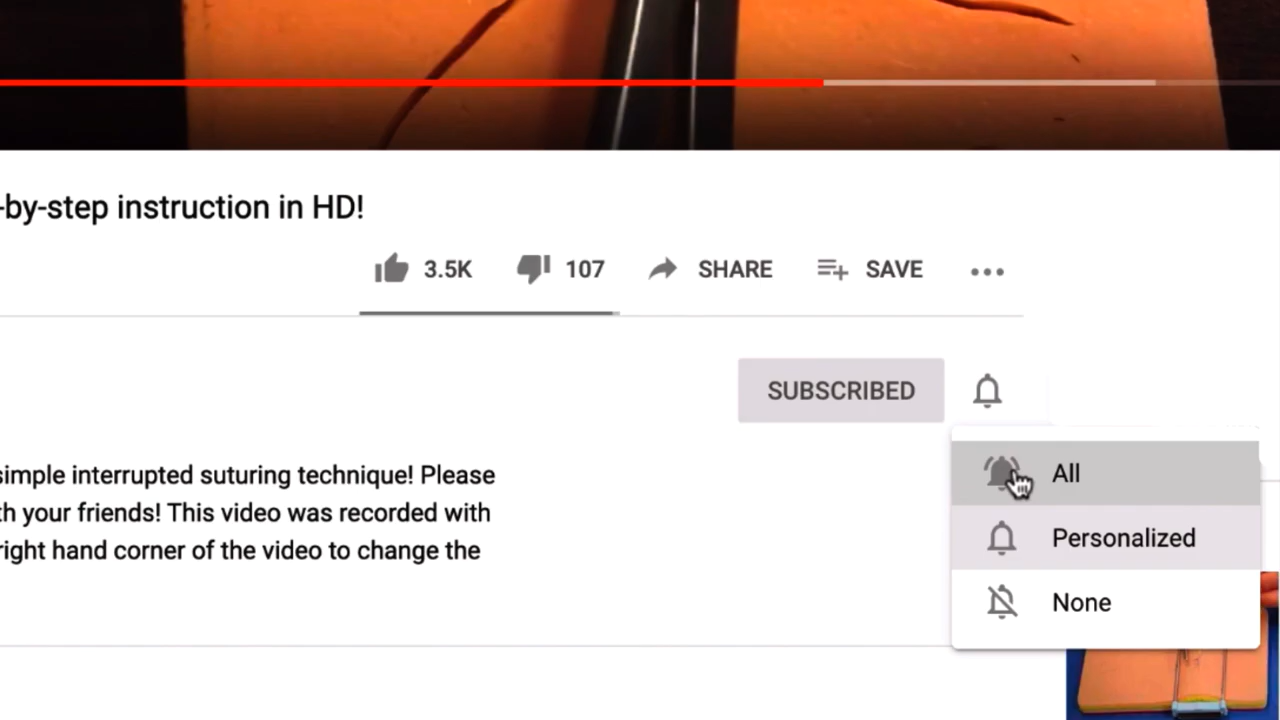 -by-step instruction in HD!
3.5K 107 SHARE SAVE
SUBSCRIBED
simple interrupted suturing technique! Please
th your friends! This video was recorded with
right hand corner of the video to change the
All
Personalized
None